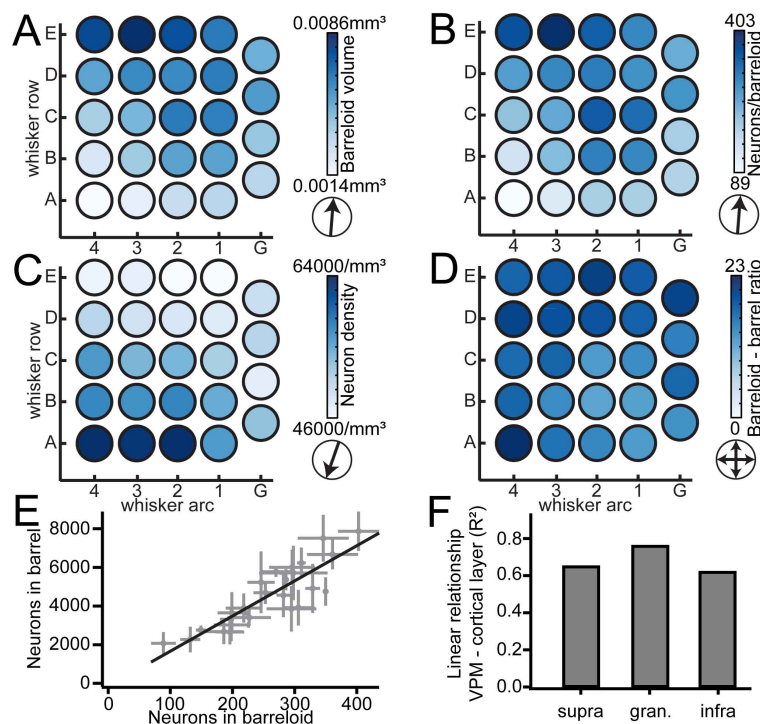 A
E
D
C
B
A
whisker row
4 3 2 1 G
0.0086mm³
Barreloid volume
0.0014mm³
B
E
D
C
B
A
4 3 2 1 G
403
Neurons/barreloid
89
C
E
D
C
B
A
whisker row
4 3 2 1 G
whisker arc
64000/mm³
Neuron density
46000/mm³
D
E
D
C
B
A
4 3 2 1 G
whisker arc
23
Barreloid - barrel ratio
0
E
Neurons in barrel
8000
6000
4000
2000
0
0 100 200 300 400
Neurons in barreloid
F
Linear relationship
VPM - cortical layer (R²)
0.8
0.6
0.4
0.2
0.0
supra gran. infra